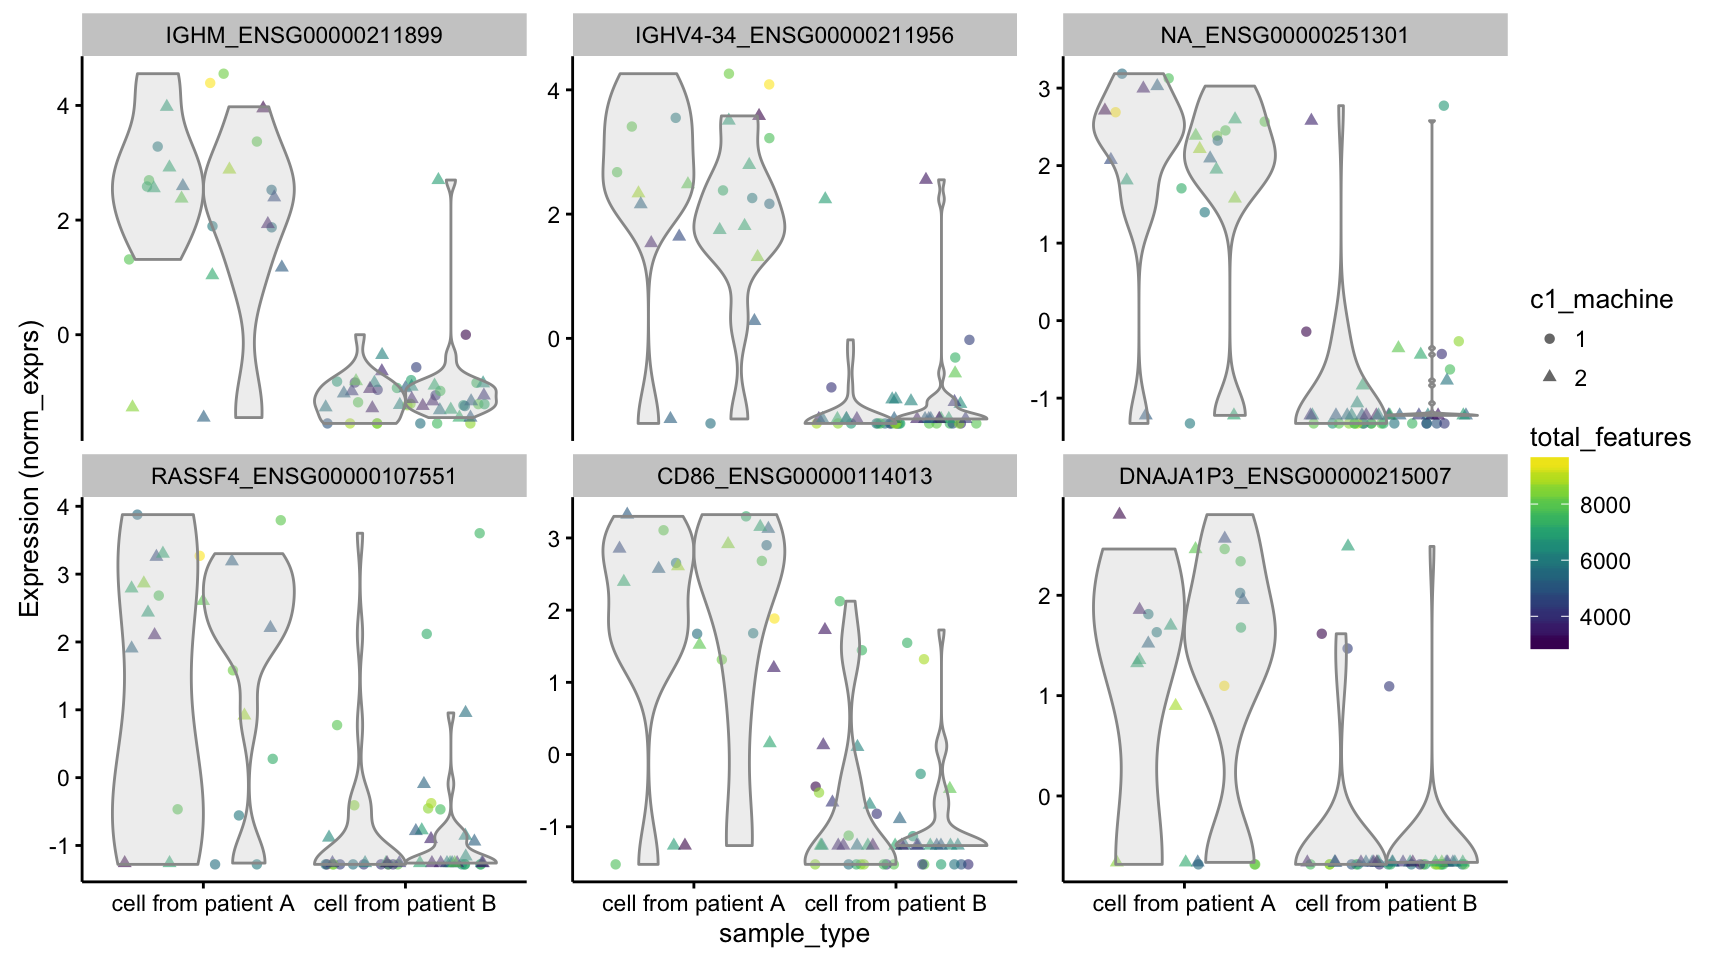 IGHM_ENSG00000211899
IGHV4-34_ENSG00000211956
NA_ENSG00000251301
4
2
0
4
2
0
3
2
1
0
-1
RASSF4_ENSG00000107551
CD86_ENSG00000114013
DNAJA1P3_ENSG00000215007
4
3
2
1
0
-1
3
2
1
0
-1
2
1
0
cell from patient A
cell from patient B
cell from patient A
cell from patient B
cell from patient A
cell from patient B
sample_type
Expression (norm_exprs)
c1_machine
1
2
total_features
8000
6000
4000